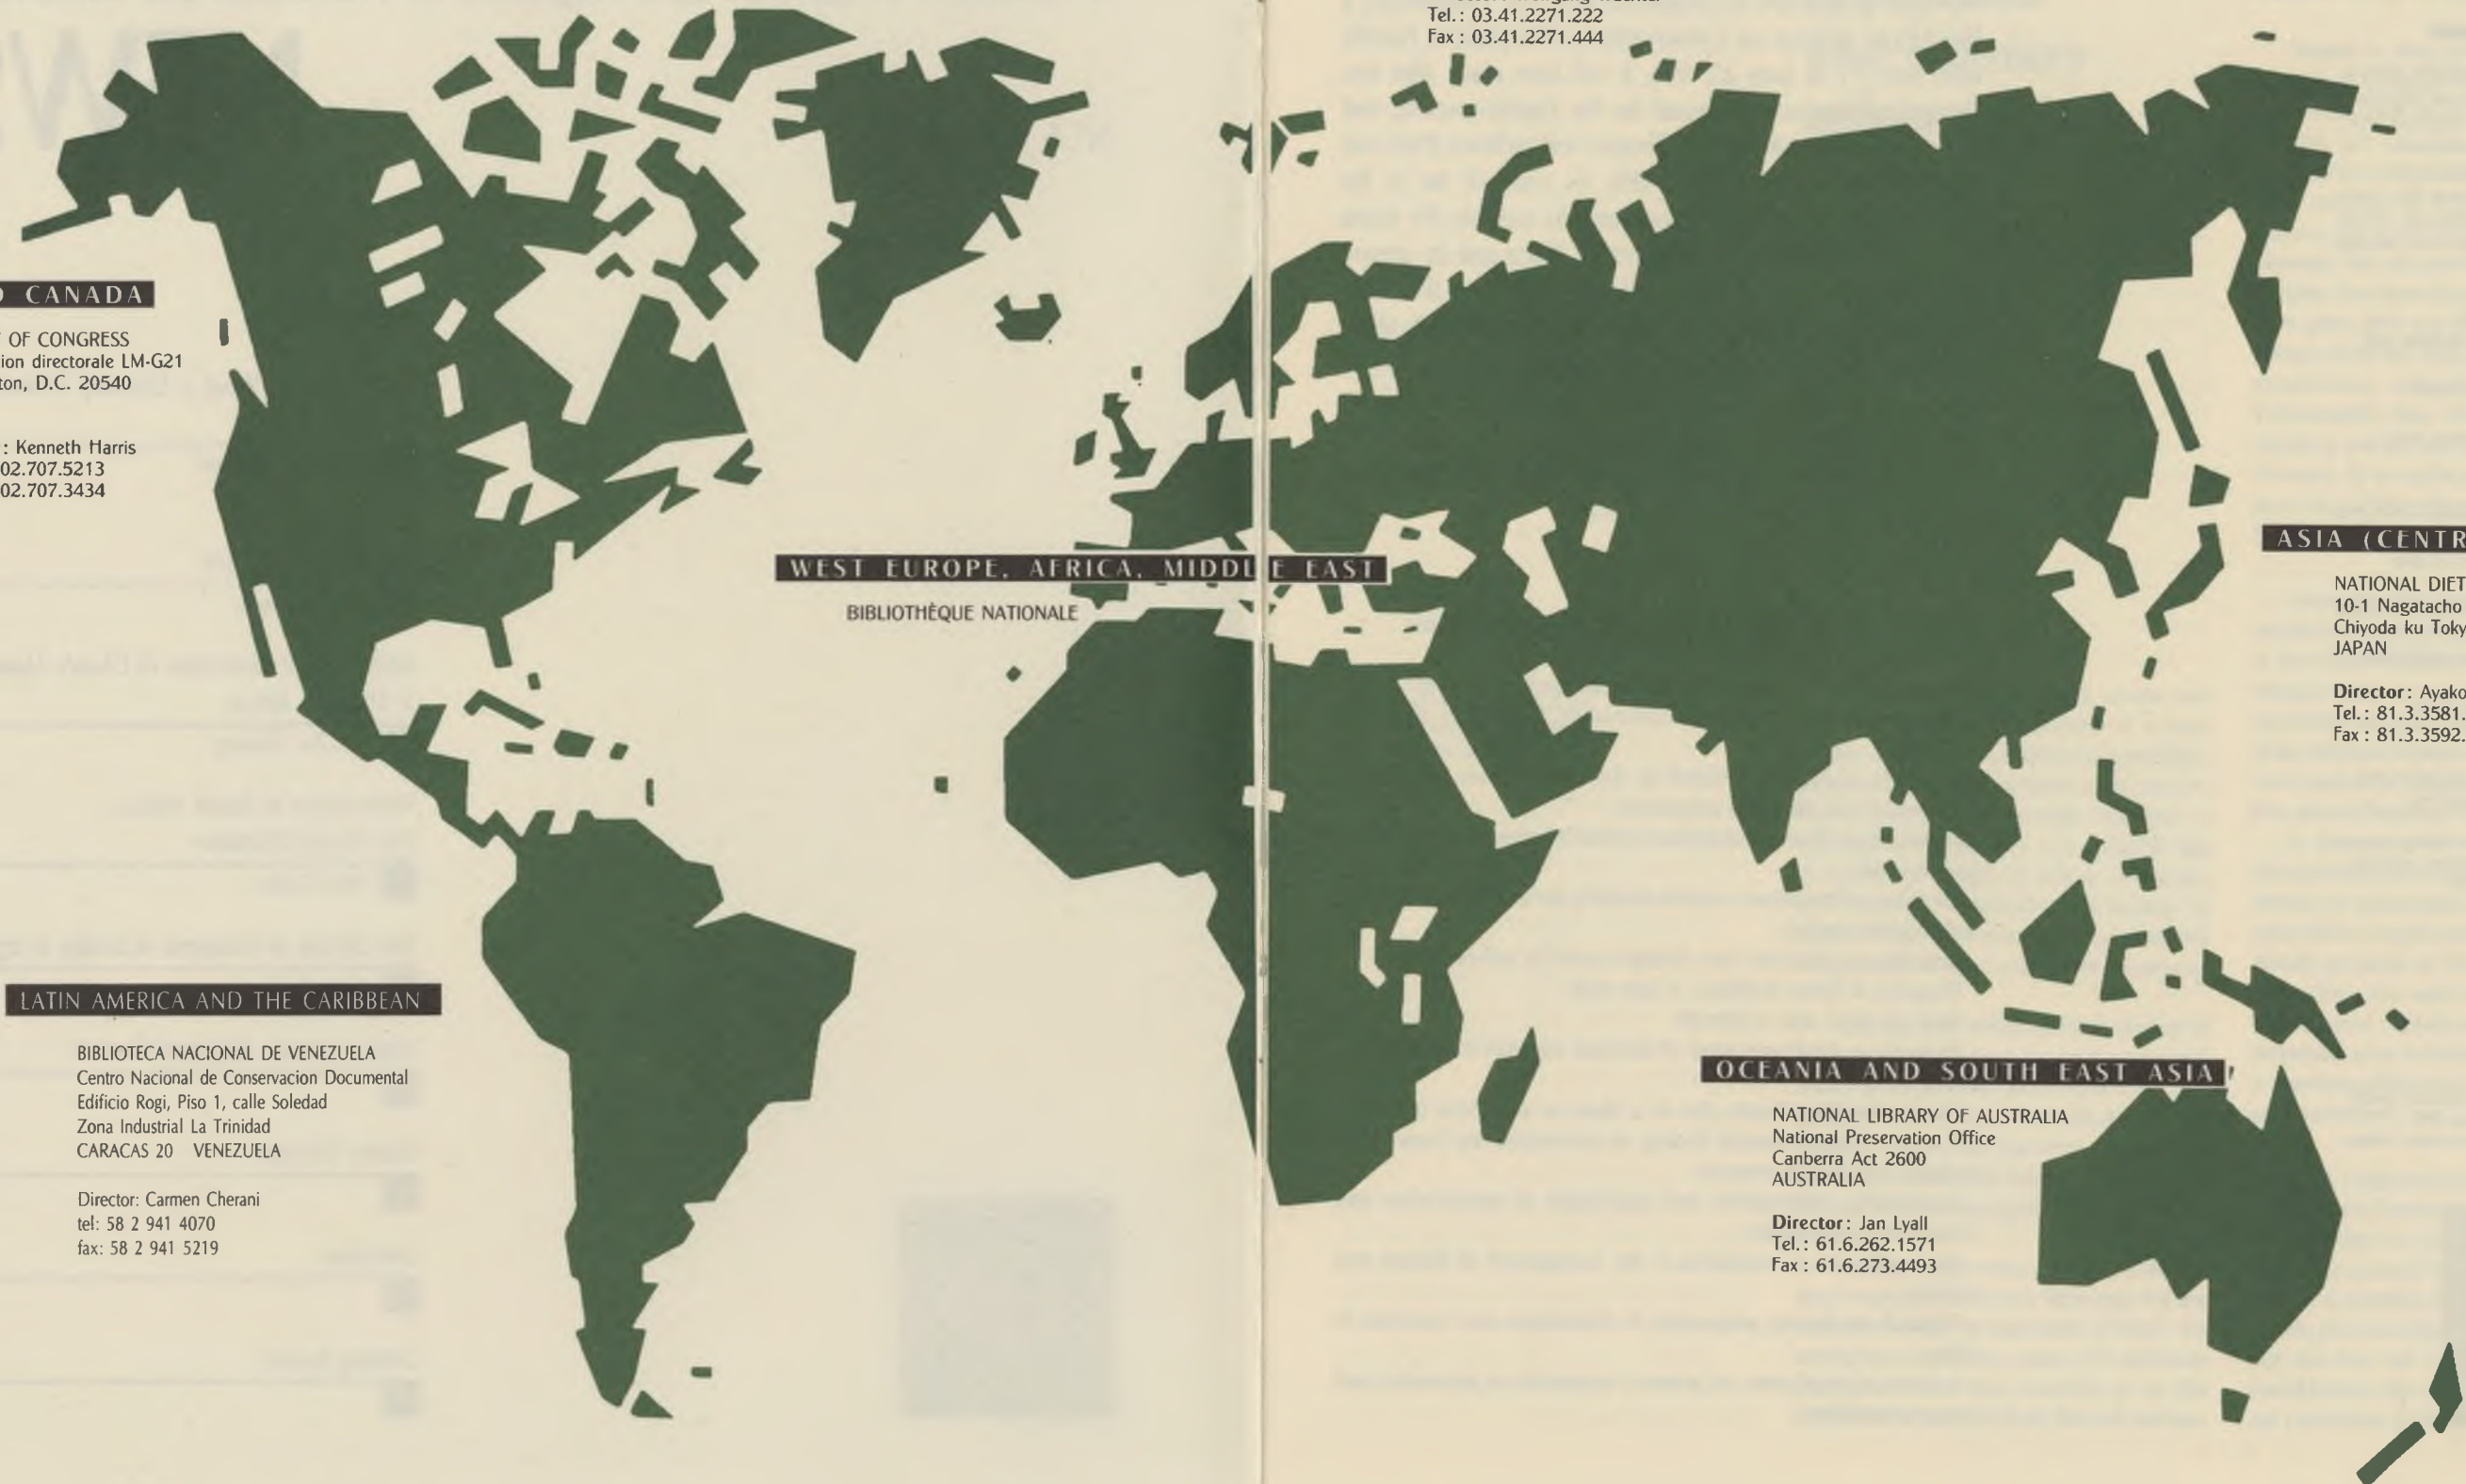 Tel.: 03.41.2271.222
Fax : 03.41.2271.444
CANADA
OF CONGRESS
directorale LM-G21
D.C. 20540
: Kenneth Harris
02.707.5213
02.707.3434
WEST EUROPE, AFRICA, MIDDLE EAST
BIBLIOTHÈQUE NATIONALE
ASIA (CENTR
NATIONAL DIET
10-1 Nagatacho
Chiyoda ku Toky
JAPAN
Director: Ayako
Tel.: 81.3.3581.
Fax : 81.3.3592.
LATIN AMERICA AND THE CARIBBEAN
BIBLIOTECA NACIONAL DE VENEZUELA
Centro Nacional de Conservacion Documental
Edificio Rogi, Piso 1, calle Soledad
Zona Industrial La Trinidad
CARACAS 20 VENEZUELA
Director: Carmen Cherani
tel: 58 2 941 4070
fax: 58 2 941 5219
OCEANIA AND SOUTH EAST ASIA
NATIONAL LIBRARY OF AUSTRALIA
National Preservation Office
Canberra Act 2600
AUSTRALIA
Director: Jan Lyall
Tel.: 61.6.262.1571
Fax : 61.6.273.4493